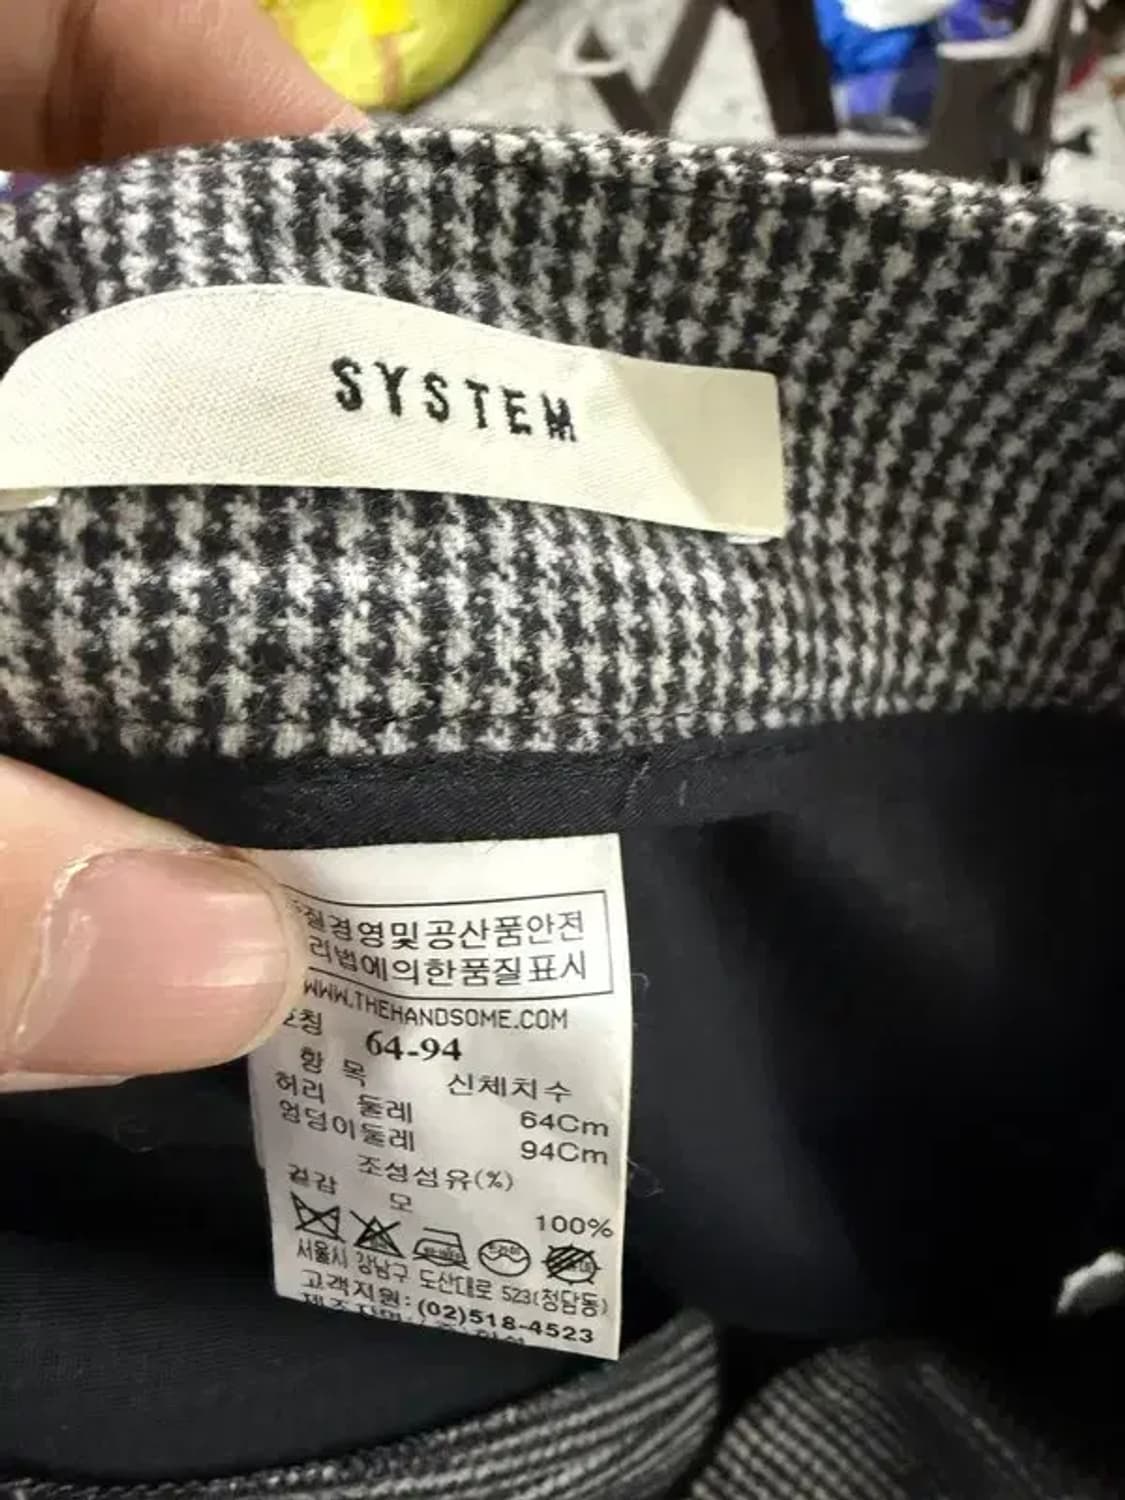 SYSTEM
질경영및공산품안전
리법에의한품질표시
WWW.THEHANDSOME.COM
호칭 64-94
항 목 신체치수
허리 둘레 64Cm
엉덩이둘레 94Cm
조성섬유(%)
겉감 모 100%
서울시 강남구 도산대로 523(청담동)
고객지원: (02)518-4523